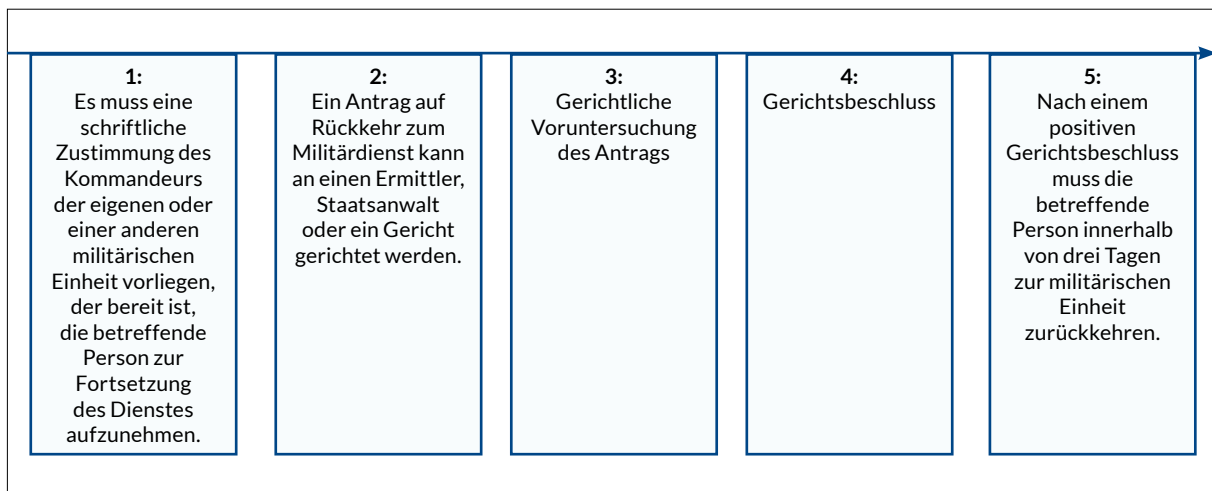 1:
Es muss eine
schriftliche
Zustimmung des
Kommandeurs
der eigenen oder
einer anderen
militärischen
Einheit vorliegen,
der bereit ist,
die betreffende
Person zur
Fortsetzung
des Dienstes
aufzunehmen.
2:
Ein Antrag auf
Rückkehr zum
Militärdienst kann
an einen Ermittler,
Staatsanwalt
oder ein Gericht
gerichtet werden.
3:
Gerichtliche
Voruntersuchung
des Antrags
4:
Gerichtsbeschluss
5:
Nach einem
positiven
Gerichtsbeschluss
muss die
betreffende
Person innerhalb
von drei Tagen
zur militärischen
Einheit
zurückkehren.